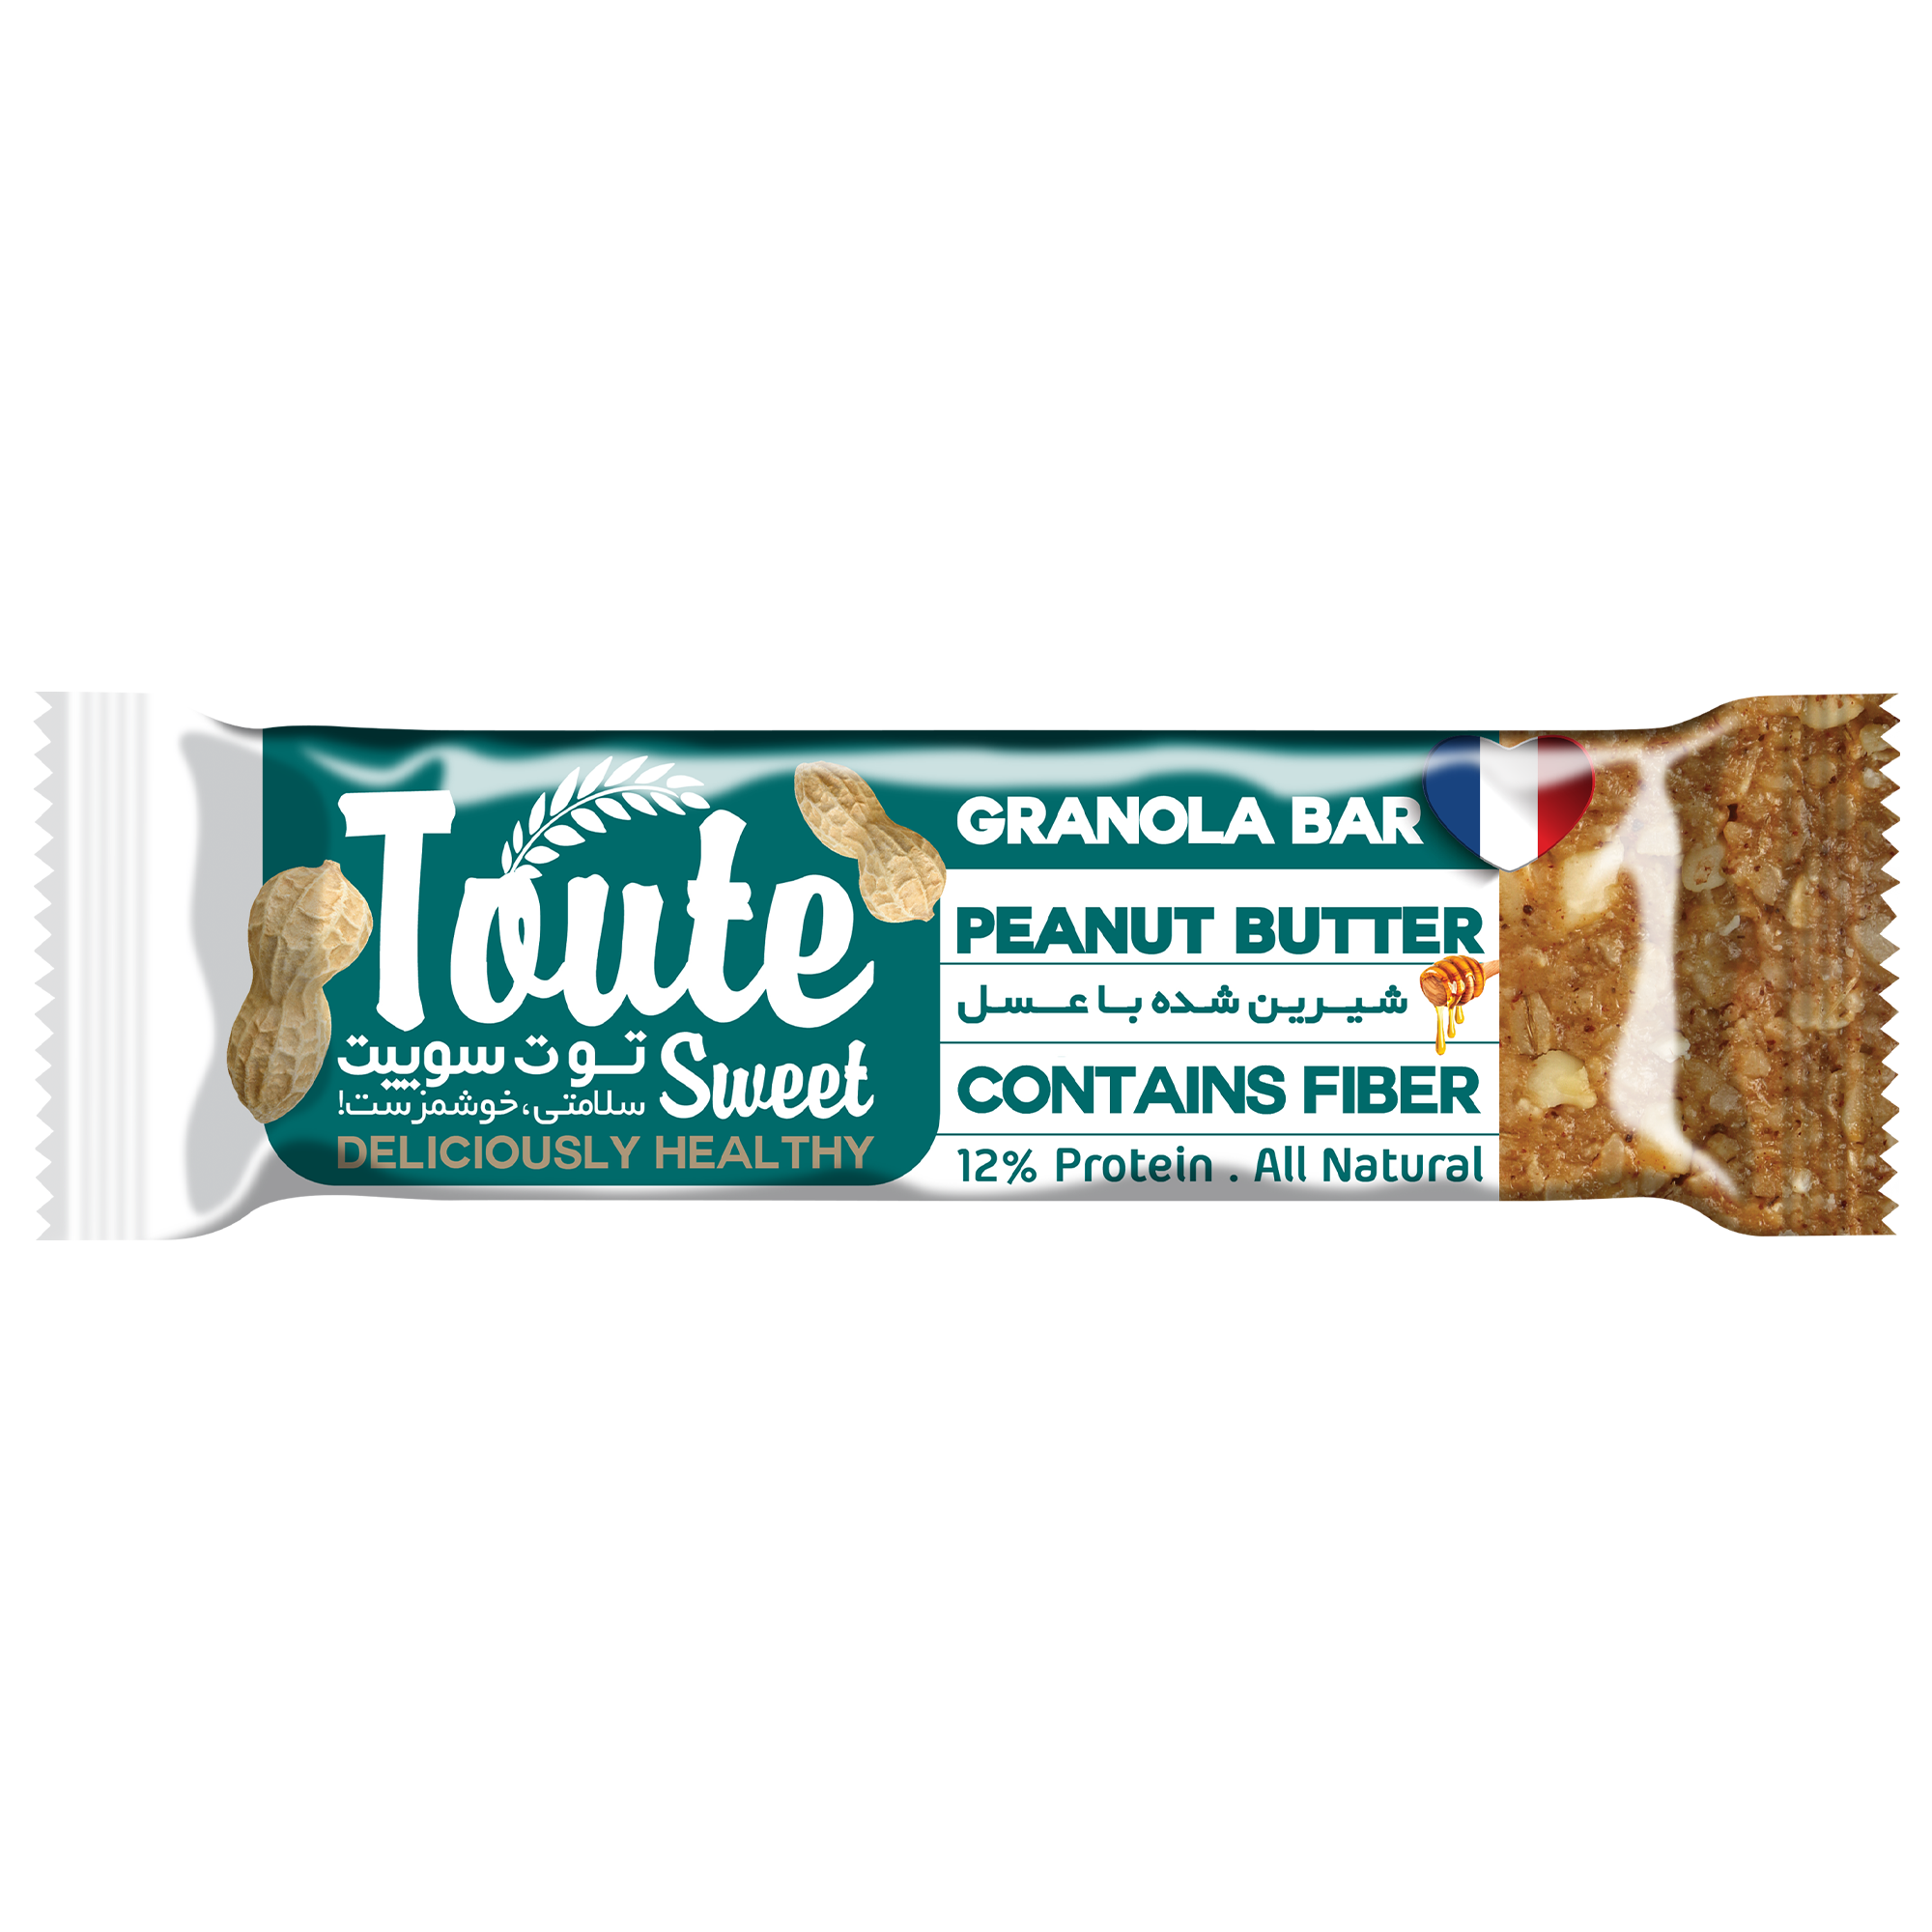 Toute
توت سوییت Sweet
سلامتی، خوشمزست!
DELICIOUSLY HEALTHY
GRANOLA BAR
PEANUT BUTTER
شیرین شده با عسل
CONTAINS FIBER
12% Protein . All Natural